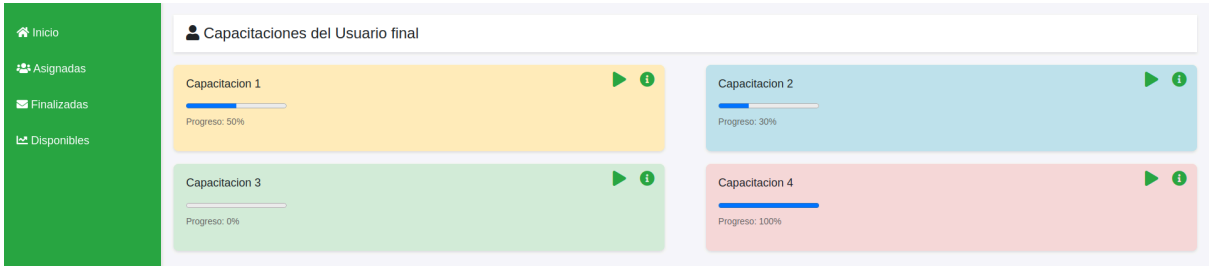 Inicio
Asignadas
Finalizadas
Disponibles
Capacitaciones del Usuario final
Capacitacion 1
Progreso: 50%
Capacitacion 2
Progreso: 30%
Capacitacion 3
Progreso: 0%
Capacitacion 4
Progreso: 100%